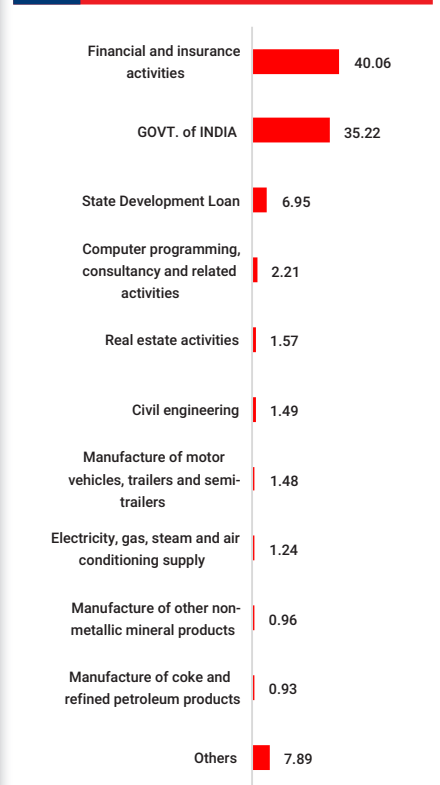 Financial and insurance
activities
40.06
GOVT. of INDIA
35.22
State Development Loan
6.95
Computer programming,
consultancy and related
activities
2.21
Real estate activities
1.57
Civil engineering
1.49
Manufacture of motor
vehicles, trailers and semi-
trailers
1.48
Electricity, gas, steam and air
conditioning supply
1.24
Manufacture of other non-
metallic mineral products
0.96
Manufacture of coke and
refined petroleum products
0.93
Others
7.89